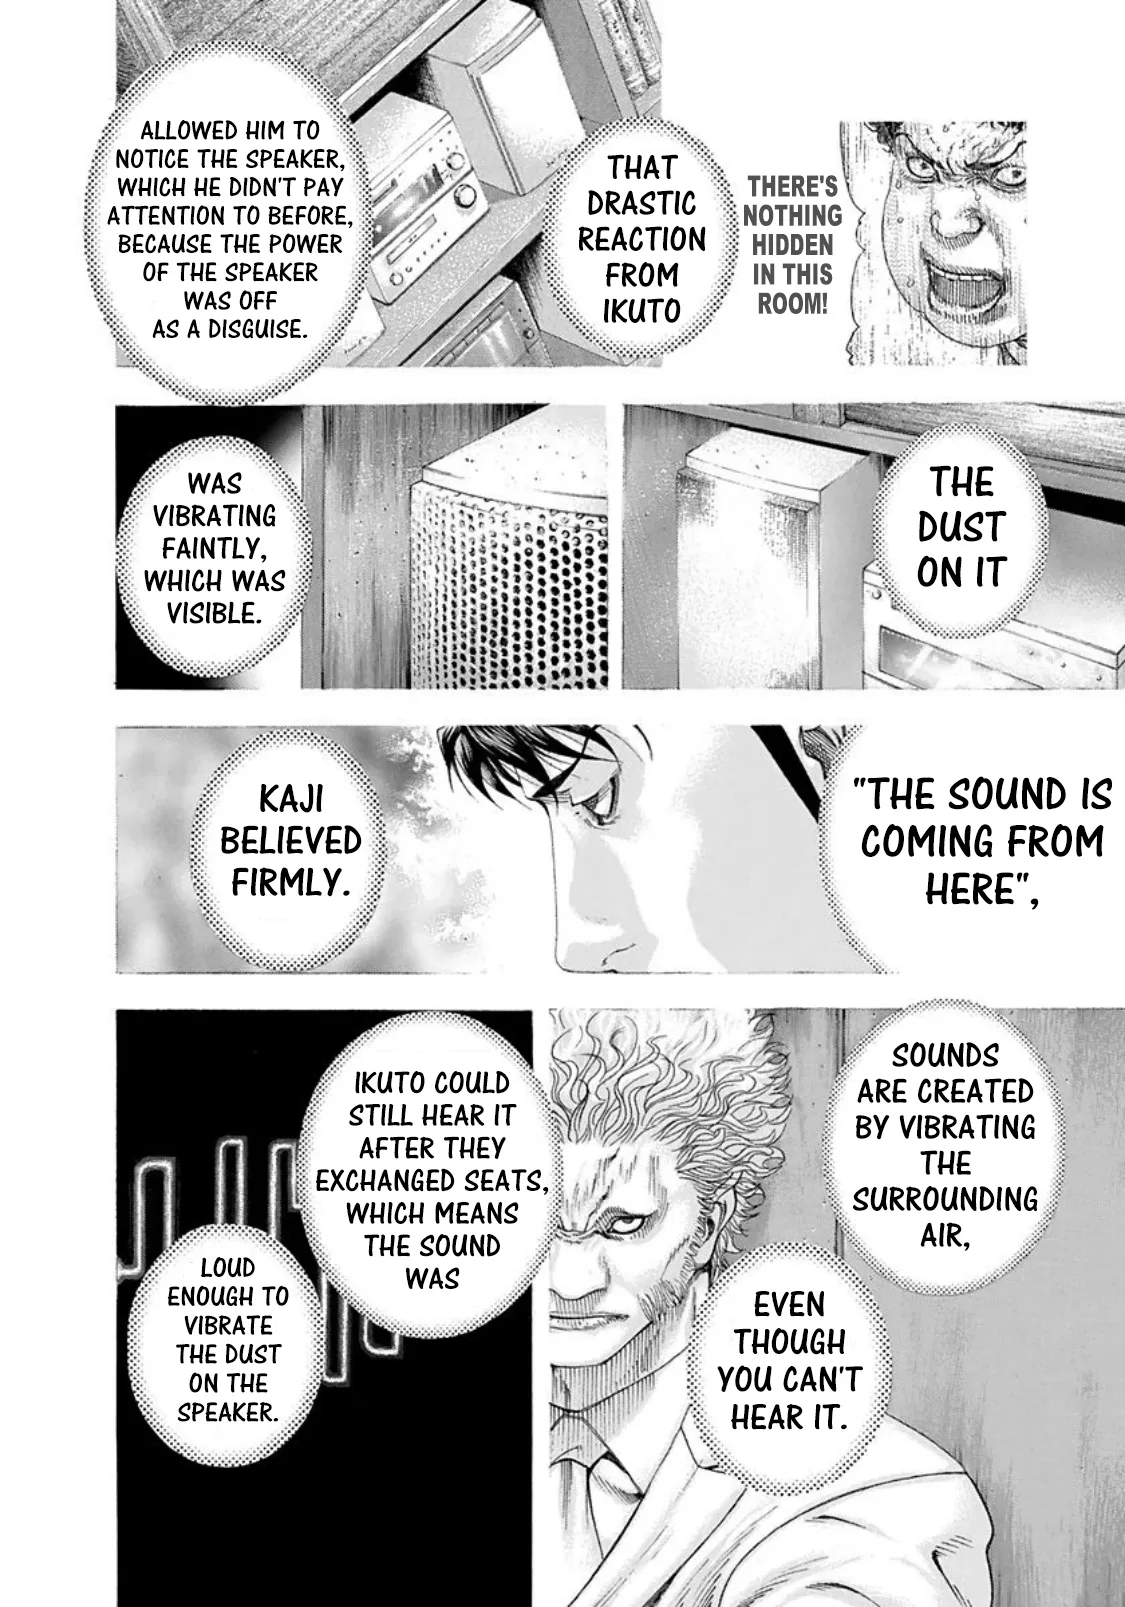 THERE'S
NOTHING
HIDDEN
IN THIS
ROOM!
THAT
DRASTIC
REACTION
FROM
IKUTO
ALLOWED HIM TO
NOTICE THE SPEAKER,
WHICH HE DIDN'T PAY
ATTENTION TO BEFORE,
BECAUSE THE POWER
OF THE SPEAKER
WAS OFF
AS A DISGUISE.
THE
DUST
ON IT
WAS
VIBRATING
FAINTLY,
WHICH WAS
VISIBLE.
"THE SOUND IS
COMING FROM
HERE",
KAJI
BELIEVED
FIRMLY.
SOUNDS
ARE CREATED
BY VIBRATING
THE
SURROUNDING
AIR,
EVEN
THOUGH
YOU CAN'T
HEAR IT.
IKUTO COULD
STILL HEAR IT
AFTER THEY
EXCHANGED SEATS,
WHICH MEANS
THE SOUND
WAS
LOUD
ENOUGH TO
VIBRATE
THE DUST
ON THE
SPEAKER.